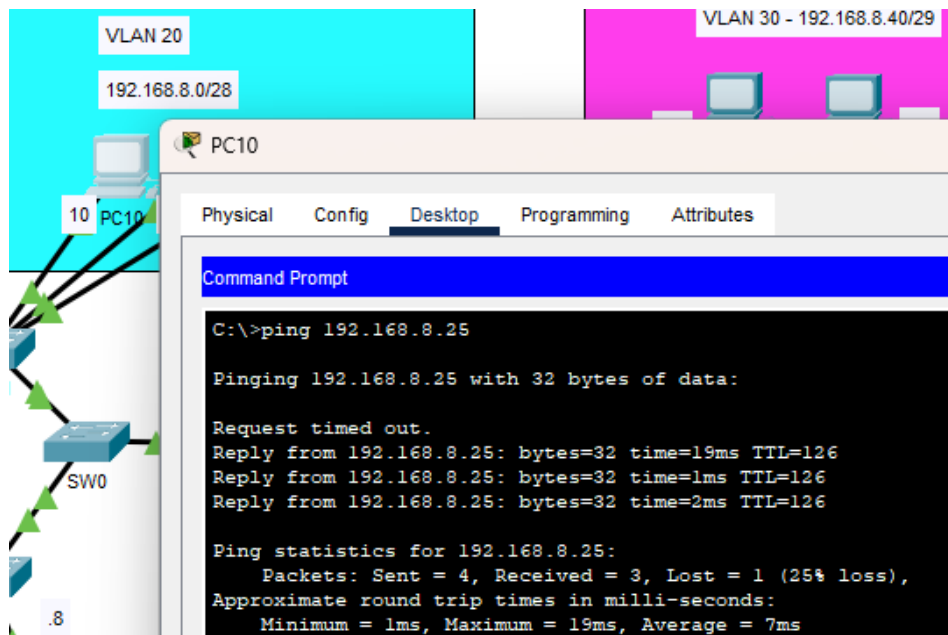 VLAN 20
192.168.8.0/28
VLAN 30 - 192.168.8.40/29
10 PC10
SW0
.8
PC10
Physical Config Desktop Programming Attributes
Command Prompt
C:\>ping 192.168.8.25
Pinging 192.168.8.25 with 32 bytes of data:
Request timed out.
Reply from 192.168.8.25: bytes=32 time=19ms TTL=126
Reply from 192.168.8.25: bytes=32 time=1ms TTL=126
Reply from 192.168.8.25: bytes=32 time=2ms TTL=126
Ping statistics for 192.168.8.25:
Packets: Sent = 4, Received = 3, Lost = 1 (25% loss),
Approximate round trip times in milli-seconds:
Minimum = 1ms, Maximum = 19ms, Average = 7ms